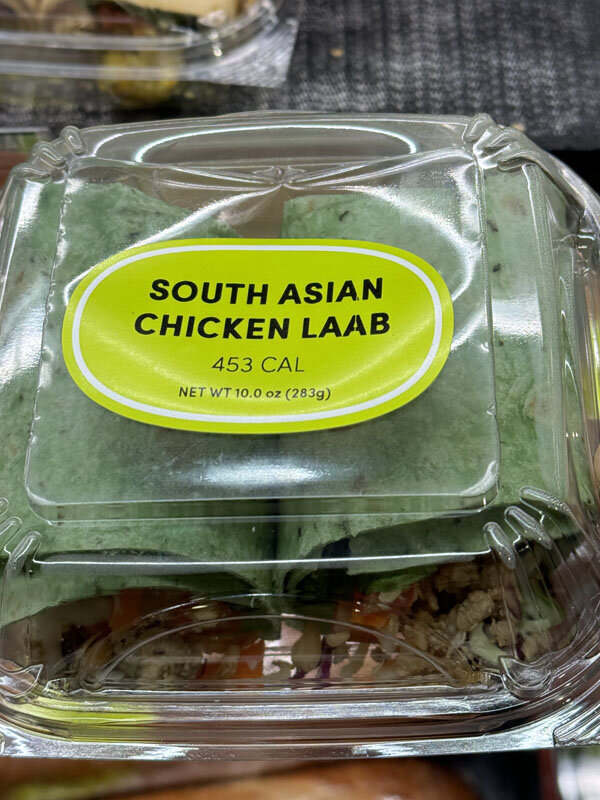 SOUTH ASIAN
CHICKEN LAAB
453 CAL
NET WT 10.0 oz (283g)